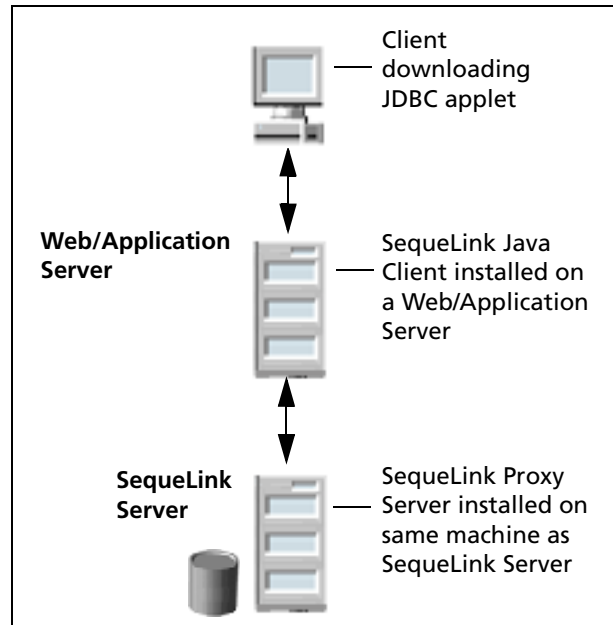 Client
downloading
JDBC applet
Web/Application
Server
SequeLink Java
Client installed on
a Web/Application
Server
SequeLink
Server
SequeLink Proxy
Server installed on
same machine as
SequeLink Server